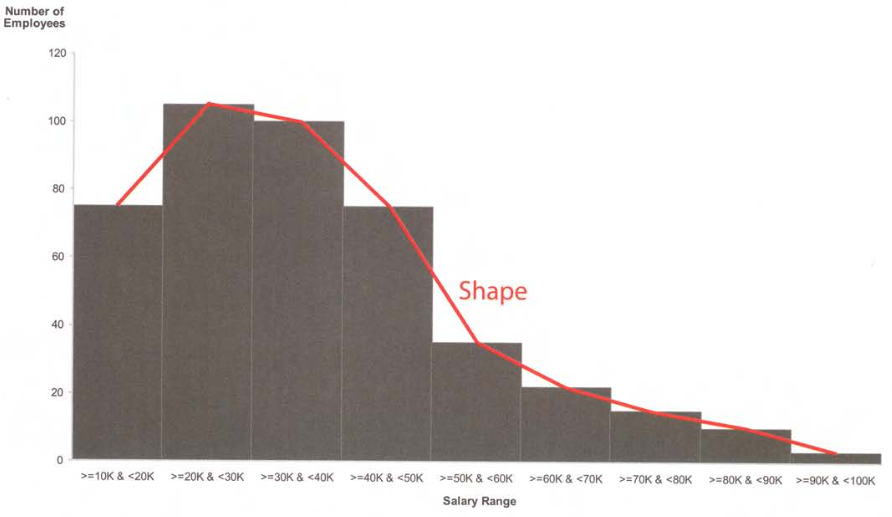 Number of
Employees
120
100
80
60
40
20
0
Shape
>=10K & <20K >=20K & <30K >=30K & <40K >=40K & <50K >=50K & <60K >=60K & <70K >=70K & <80K >=80K & <90K >=90K & <100K
Salary Range